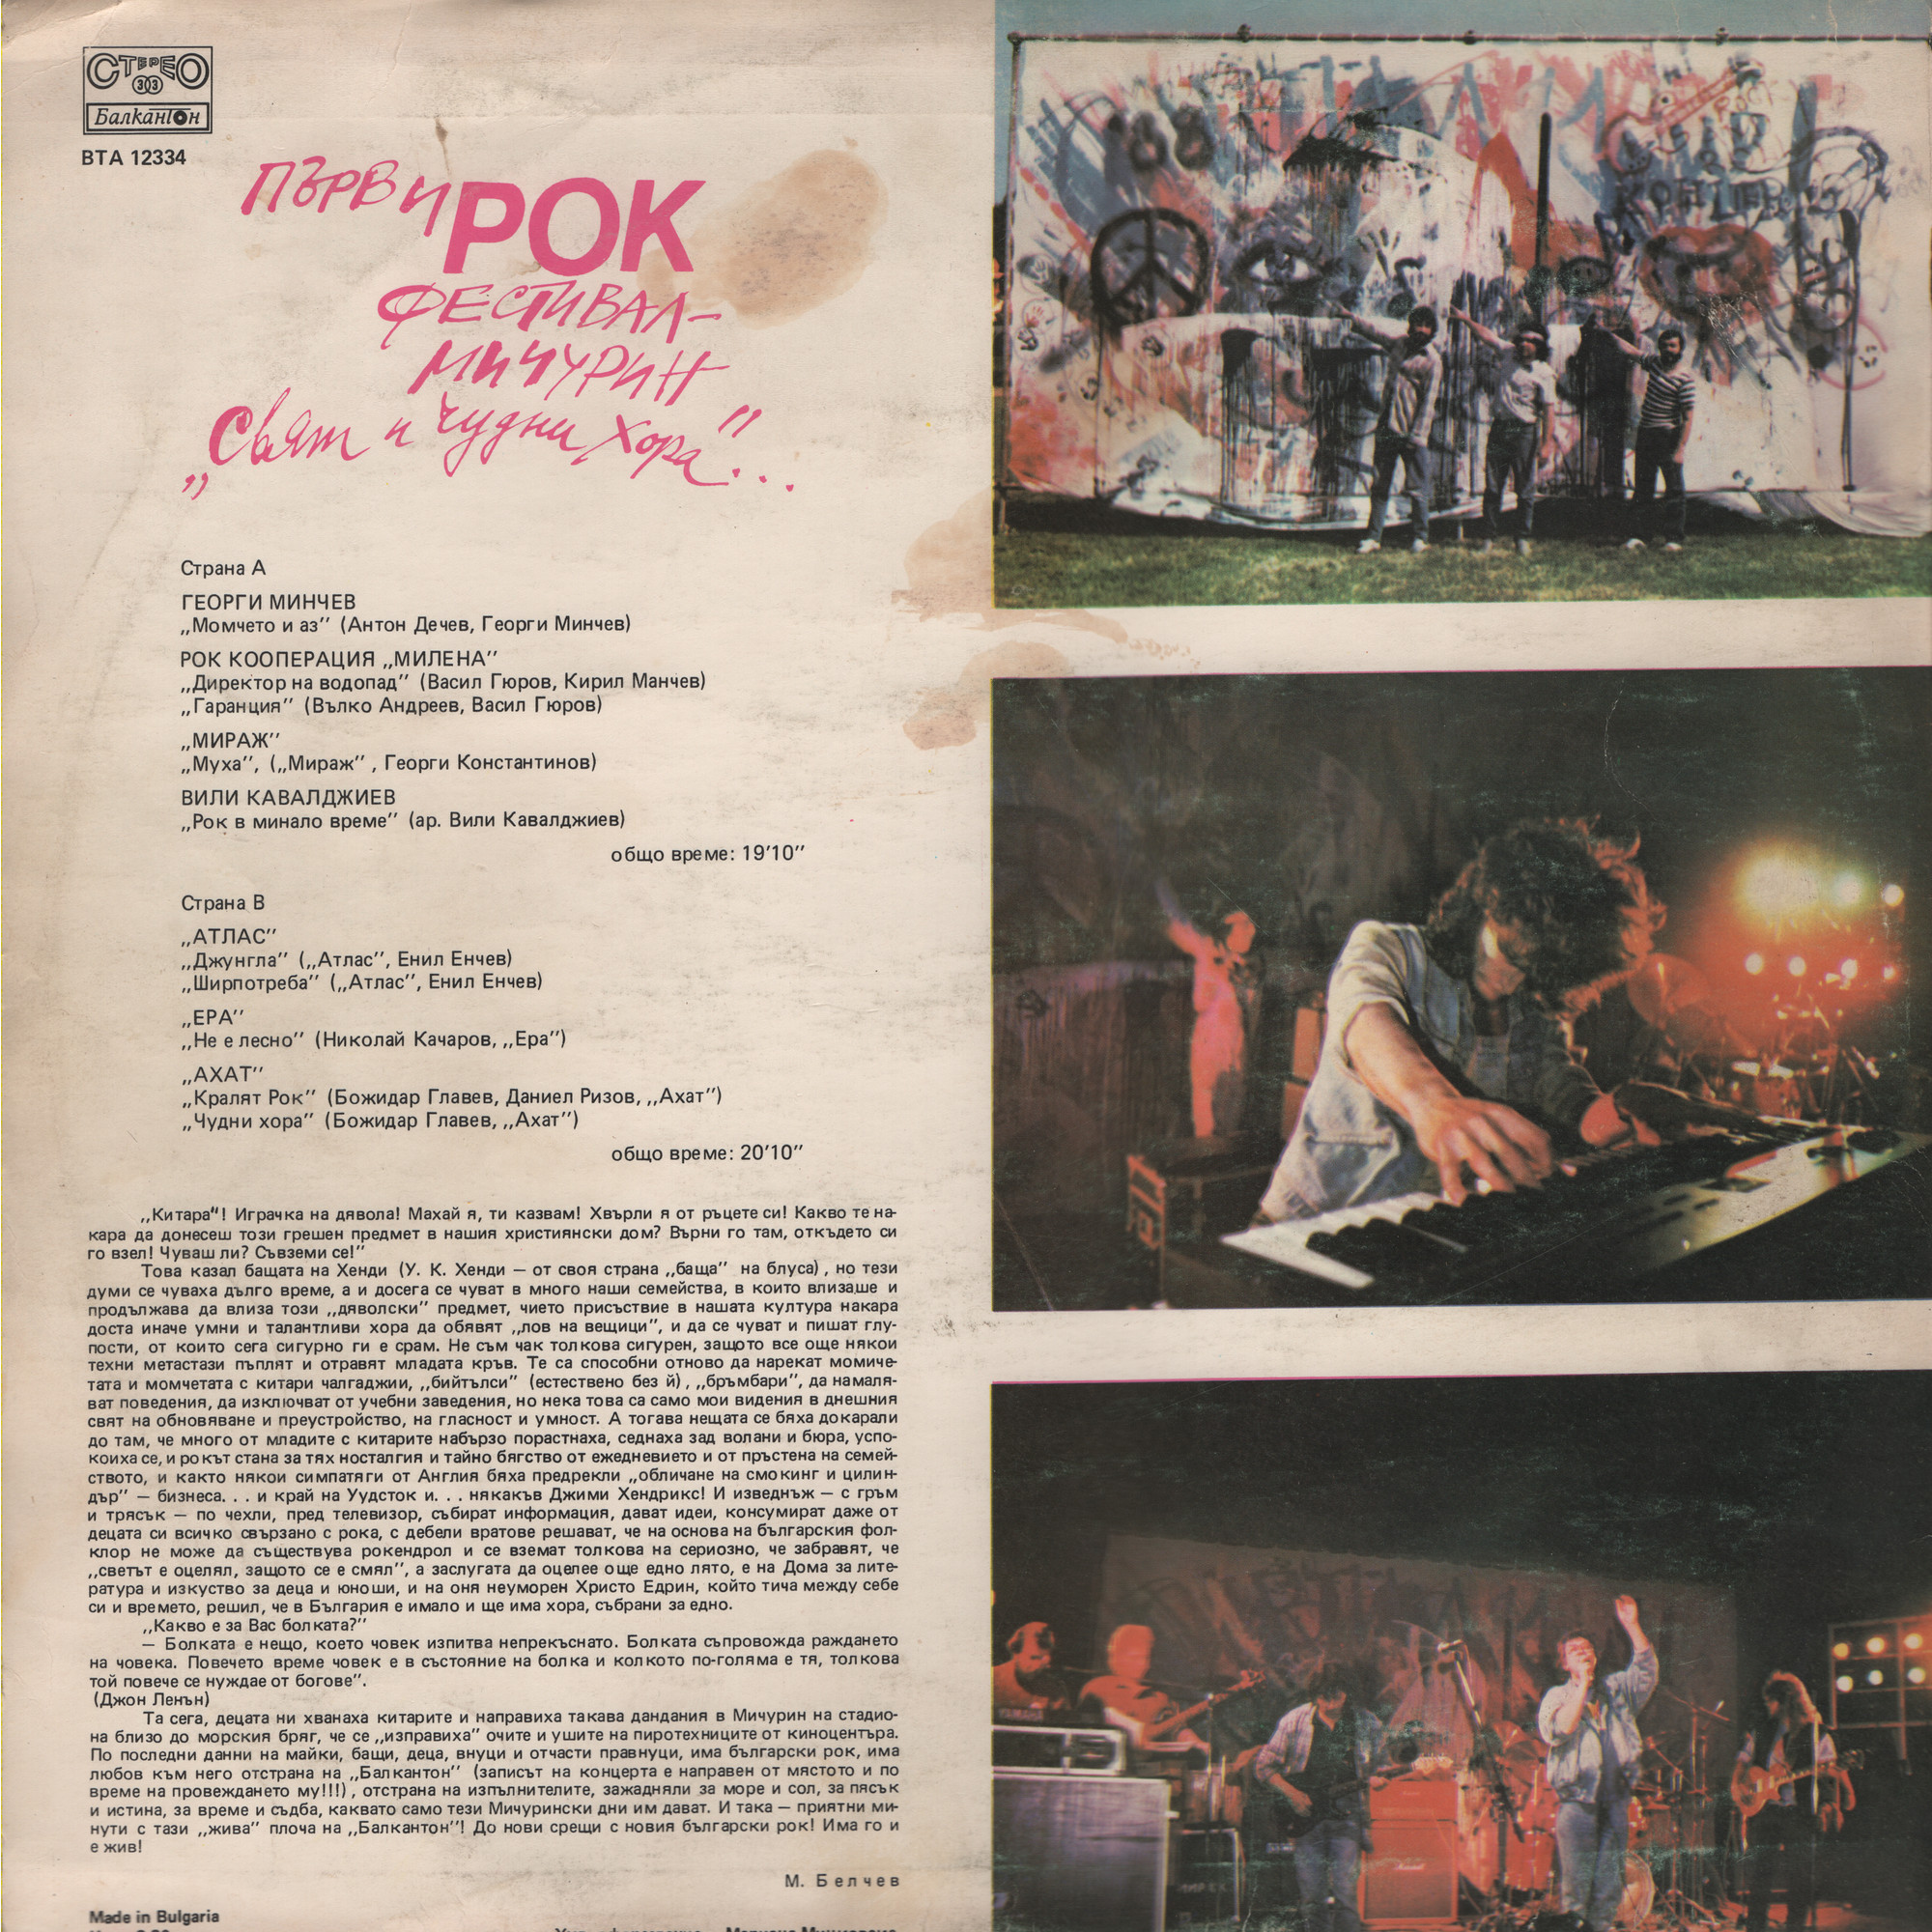 СТЕРЕО
33
Балкантон
ВТА 12334
ПЪРВИ РОК
ФЕСТИВАЛ-
МИЧУРИН
„Свят и чудни хора"...
Страна А
ГЕОРГИ МИНЧЕВ
„Момчето и аз" (Антон Дечев, Георги Минчев)
РОК КООПЕРАЦИЯ „МИЛЕНА"
„Директор на водопад" (Васил Гюров, Кирил Манчев)
„Гаранция" (Вълко Андреев, Васил Гюров)
„МИРАЖ"
„Муха", („Мираж", Георги Константинов)
ВИЛИ КАВАЛДЖИЕВ
„Рок в минало време" (ар. Вили Кавалджиев)
общо време: 19'10"
Страна В
„АТЛАС"
„Джунгла" („Атлас", Енил Енчев)
„Ширпотреба" („Атлас", Енил Енчев)
„ЕРА"
„Не е лесно" (Николай Качаров, „Ера")
„АХАТ"
„Кралят Рок" (Божидар Главев, Даниел Ризов, „Ахат")
„Чудни хора" (Божидар Главев, „Ахат")
общо време: 20'10"
„Китара"! Играчка на дявола! Махай я, ти казвам! Хвърли я от ръцете си! Какво те на-
кара да донесеш този грешен предмет в нашия християнски дом? Върни го там, откъдето си
го взел! Чуваш ли? Съвземи се!"
Това казал бащата на Хенди (У. К. Хенди — от своя страна „баща" на блуса), но тези
думи се чуваха дълго време, а и досега се чуват в много наши семейства, в които влизаше и
продължава да влиза този „дяволски" предмет, чието присъствие в нашата култура накара
доста иначе умни и талантливи хора да обявят „лов на вещици", и да се чуват и пишат глу-
пости, от които сега сигурно ги е срам. Не съм чак толкова сигурен, защото все още някои
техни метастази пъплят и отравят младата кръв. Те са способни отново да нарекат момиче-
тата и момчетата с китари чалгаджии, „бийтълси" (естествено без й), „бръмбари", да намаля-
ват поведения, да изключват от учебни заведения, но нека това са само мои видения в днешния
свят на обновяване и преустройство, на гласност и умност. А тогава нещата се бяха докарали
до там, че много от младите с китарите набързо порастнаха, седнаха зад волани и бюра, успо-
коиха се, и рокът стана за тях носталгия и тайно бягство от ежедневието и от пръстена на семей-
ството, и както някои симпатяги от Англия бяха предрекли „обличане на смокинг и цилин-
дър" — бизнеса. . . и край на Уудсток и. . . някакъв Джими Хендрикс! И изведнъж — с гръм
и трясък — по чехли, пред телевизор, събират информация, дават идеи, консумират даже от
децата си всичко свързано с рока, с дебели вратове решават, че на основа на българския фол-
клор не може да съществува рокендрол и се вземат толкова на сериозно, че забравят, че
„светът е оцелял, защото се е смял", а заслугата да оцелее още едно лято, е на Дома за лите-
ратура и изкуство за деца и юноши, и на оня неуморен Христо Едрин, който тича между себе
си и времето, решил, че в България е имало и ще има хора, събрани за едно.
„Какво е за Вас болката?"
— Болката е нещо, което човек изпитва непрекъснато. Болката съпровожда раждането
на човека. Повечето време човек е в състояние на болка и колкото по-голяма е тя, толкова
той повече се нуждае от богове".
(Джон Ленън)
Та сега, децата ни хванаха китарите и направиха такава дандания в Мичурин на стадио-
на близо до морския бряг, че се „изправиха" очите и ушите на пиротехниците от киноцентъра.
По последни данни на майки, бащи, деца, внуци и отчасти правнуци, има български рок, има
любов към него отстрана на „Балкантон" (записът на концерта е направен от мястото и по
време на провеждането му!!!), отстрана на изпълнителите, зажадняли за море и сол, за пясък
и истина, за време и съдба, каквато само тези Мичурински дни им дават. И така — приятни ми-
нути с тази „жива" плоча на „Балкантон"! До нови срещи с новия български рок! Има го и
е жив!
М. Белчев
Made in Bulgaria
'88
YAMAHA
Marshall